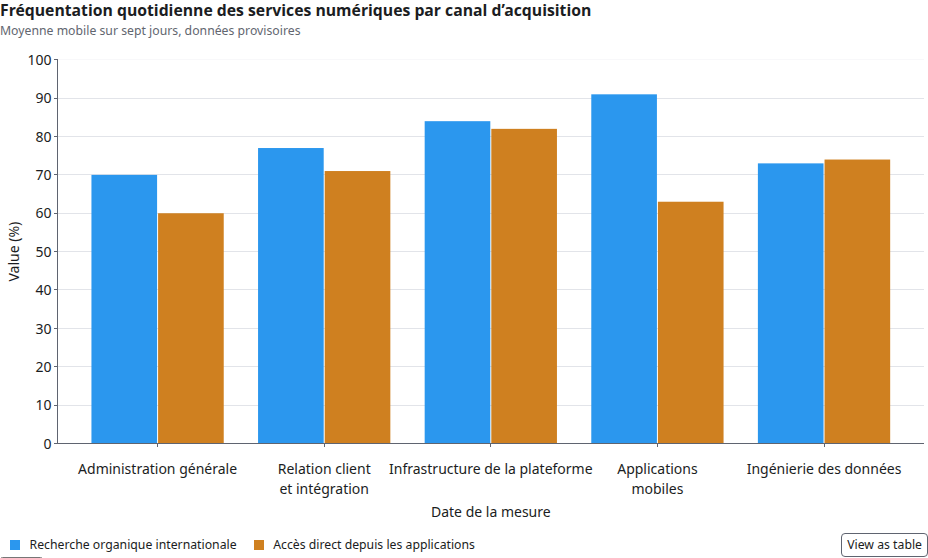 Fréquentation quotidienne des services numériques par canal d’acquisition
Moyenne mobile sur sept jours, données provisoires
100
90
80
70
60
50
40
30
20
10
0
Value (%)
Administration générale
Relation client
et intégration
Infrastructure de la plateforme
Applications
mobiles
Ingénierie des données
Date de la mesure
Recherche organique internationale
Accès direct depuis les applications
View as table